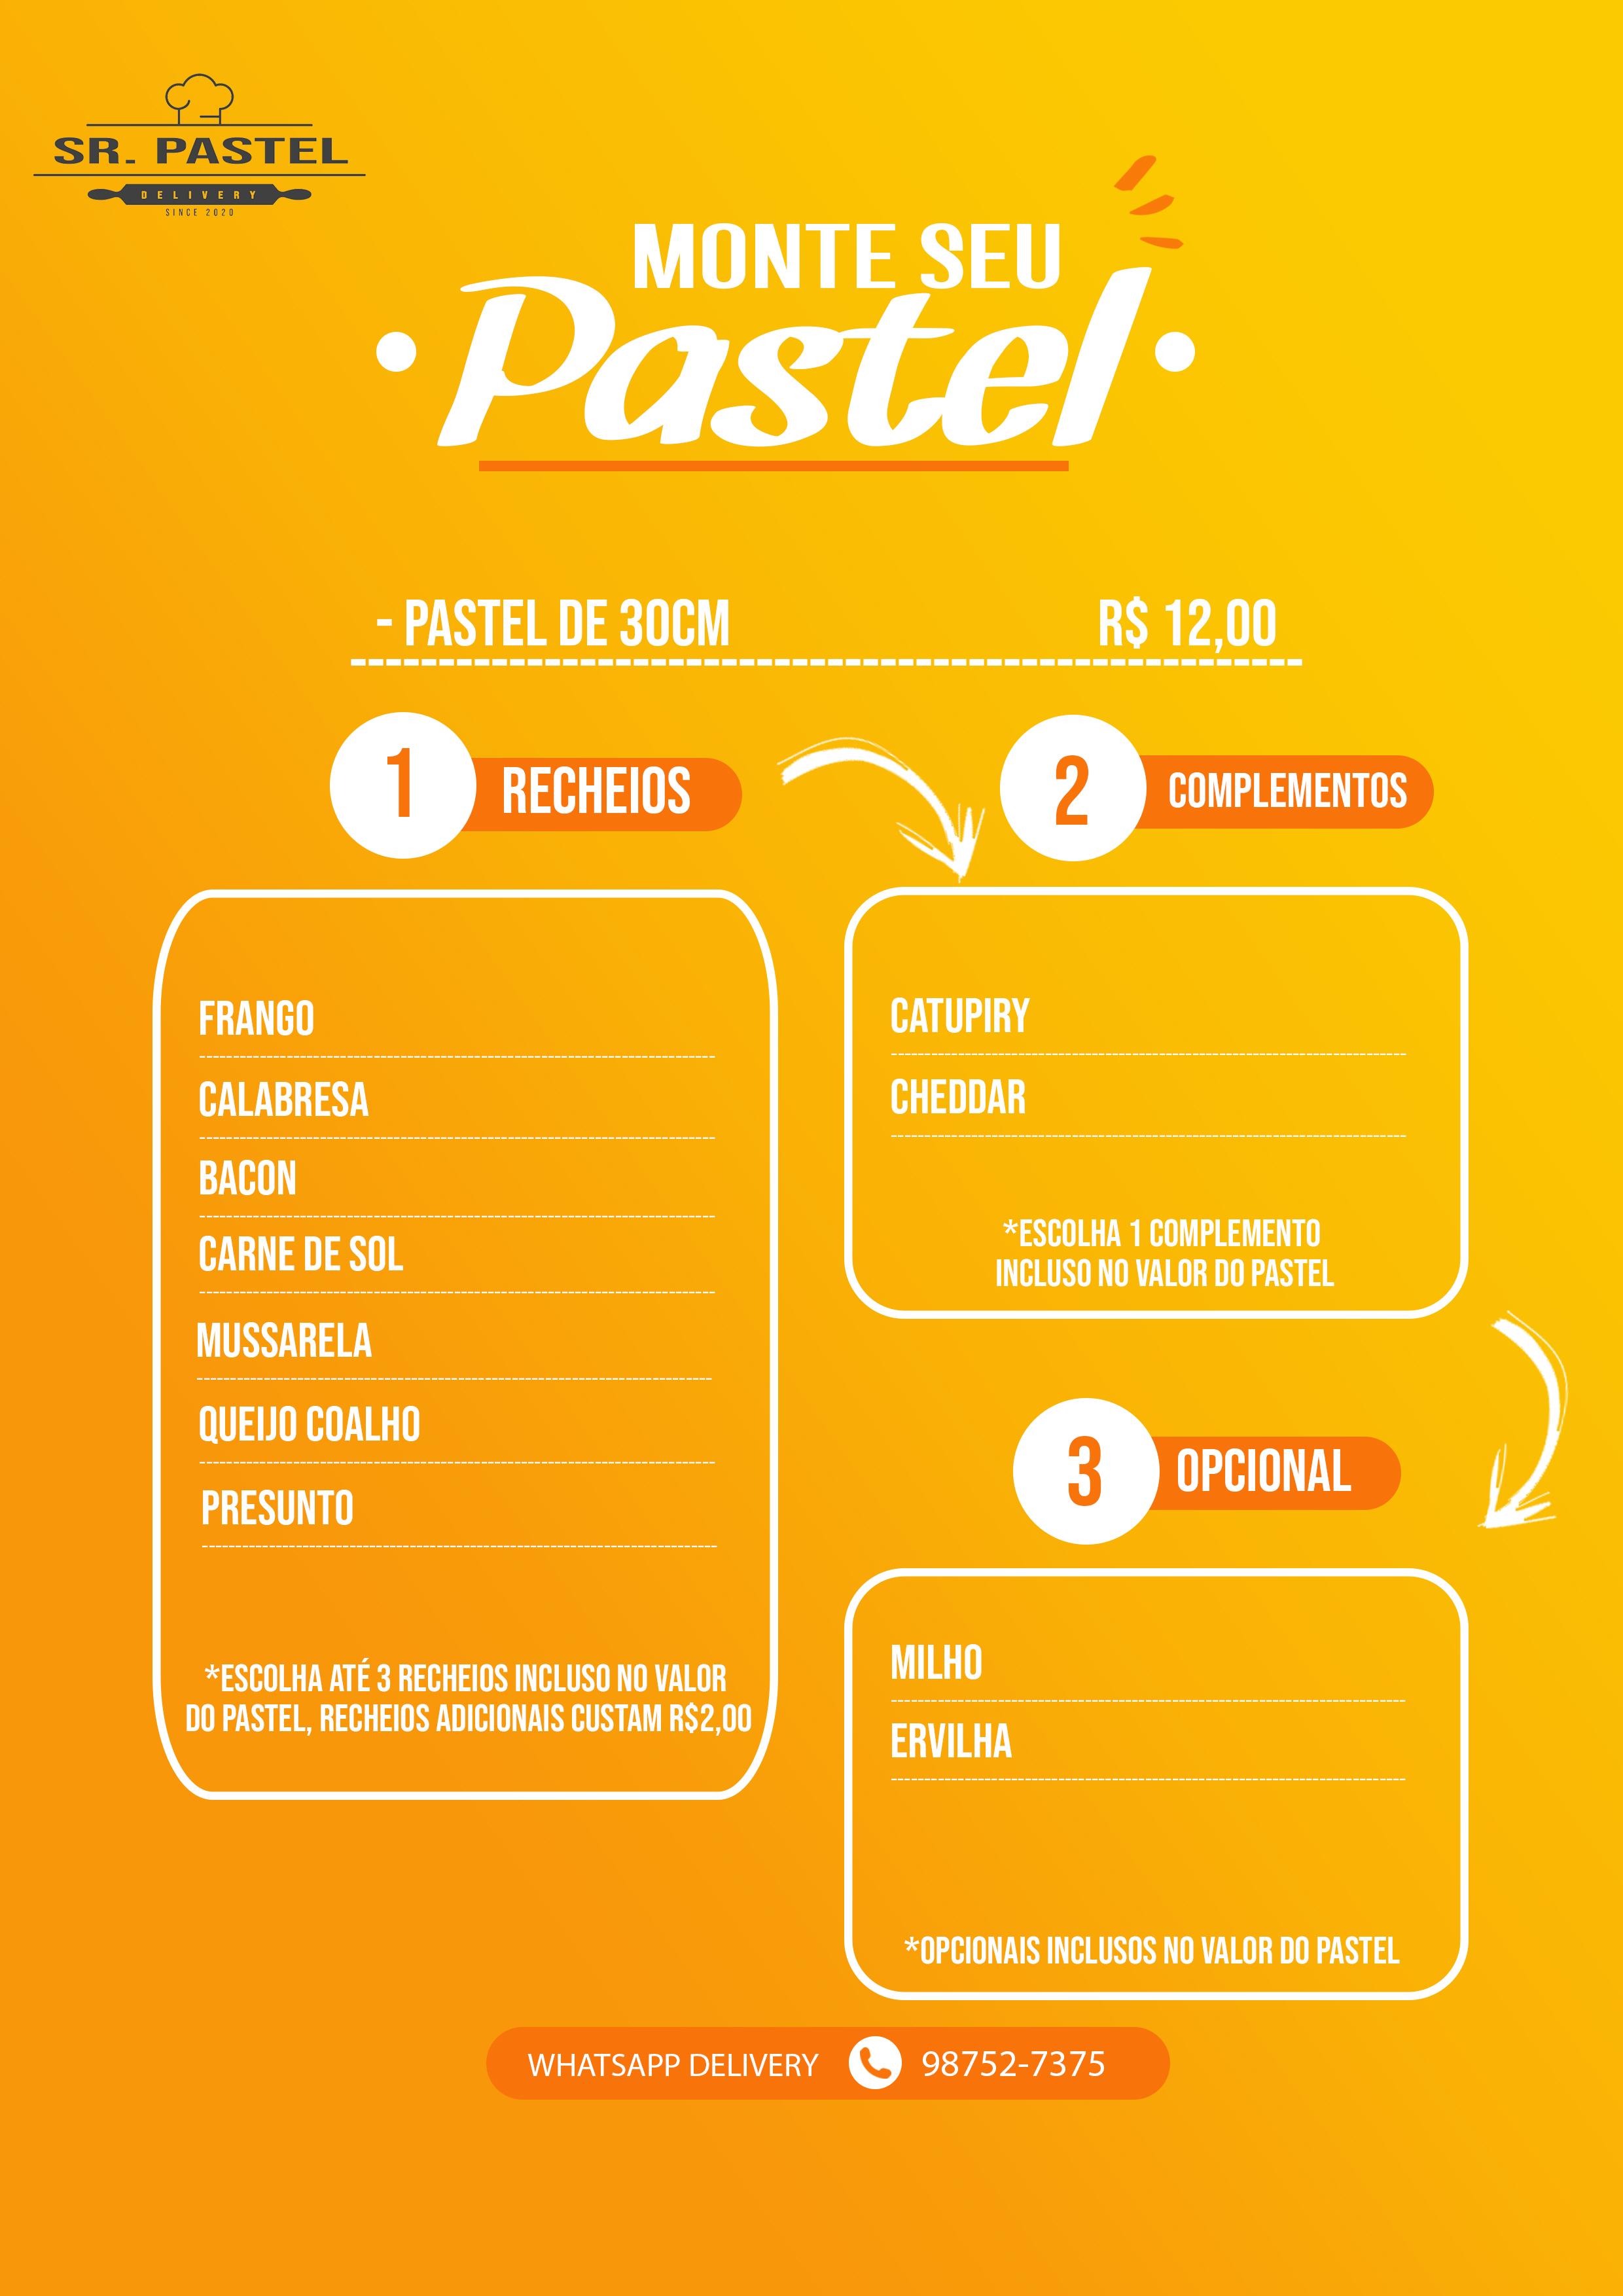 SR. PASTEL
DELIVERY
SINCE 2020
MONTE SEU
Pastel
- PASTEL DE 30CM R$ 12,00
1 RECHEIOS
FRANGO
CALABRESA
BACON
CARNE DE SOL
MUSSARELA
QUEIJO COALHO
PRESUNTO
*ESCOLHA ATÉ 3 RECHEIOS INCLUSO NO VALOR
DO PASTEL, RECHEIOS ADICIONAIS CUSTAM R$2,00
2 COMPLEMENTOS
CATUPIRY
CHEDDAR
*ESCOLHA 1 COMPLEMENTO
INCLUSO NO VALOR DO PASTEL
3 OPCIONAL
MILHO
ERVILHA
*OPCIONAIS INCLUSOS NO VALOR DO PASTEL
WHATSAPP DELIVERY 98752-7375